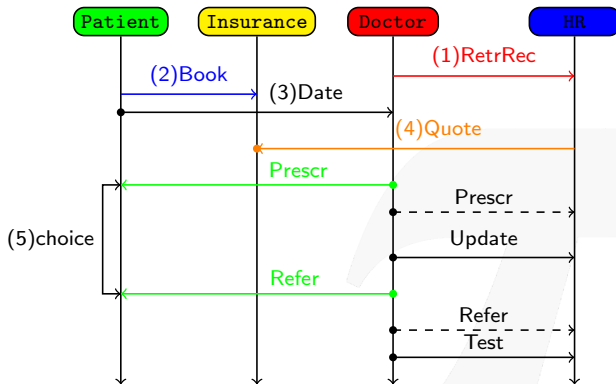 Patient Insurance Doctor HR
(1)RetrRec
(2)Book
(3)Date
(4)Quote
Prescr
Prescr
(5)choice
Update
Refer
Refer
Test